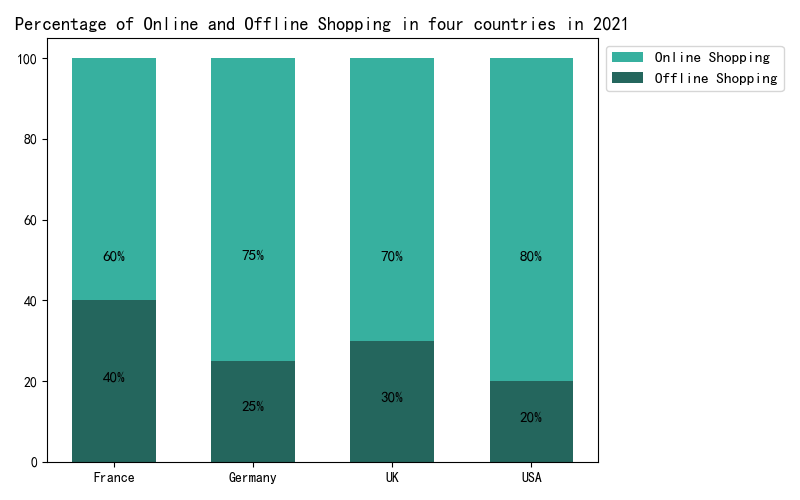 Percentage of Online and Offline Shopping in four countries in 2021
100
80
60
40
20
0
60%
75%
70%
80%
40%
25%
30%
20%
France
Germany
UK
USA
Online Shopping
Offline Shopping